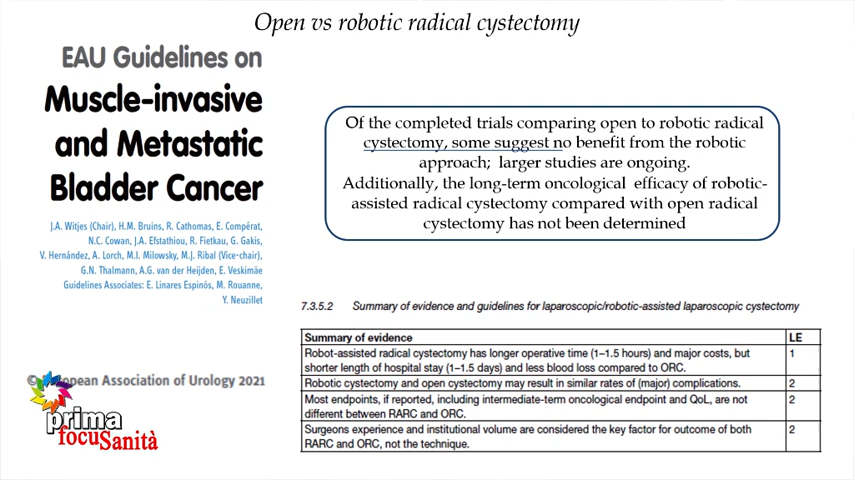 Open vs robotic radical cystectomy
EAU Guidelines on
Muscle-invasive
and Metastatic
Bladder Cancer
J.A. Witjes (Chair), H.M. Bruins, R. Cathomas, E. Compérat,
N.C. Cowan, J.A. Efstathiou, R. Fietkau, G. Gakis,
V. Hernández, A. Lorch, M.I. Milowsky, M.J. Ribal (Vice-chair),
G.N. Thalmann, A.G. van der Heijden, E. Veskimäe
Guidelines Associates: E. Linares Espinós, M. Rouanne,
Y. Neuzillet
© European Association of Urology 2021
prima
focuSanità
Of the completed trials comparing open to robotic radical
cystectomy, some suggest no benefit from the robotic
approach; larger studies are ongoing.
Additionally, the long-term oncological efficacy of robotic-
assisted radical cystectomy compared with open radical
cystectomy has not been determined
7.3.5.2 Summary of evidence and guidelines for laparoscopic/robotic-assisted laparoscopic cystectomy
Summary of evidence LE
Robot-assisted radical cystectomy has longer operative time (1–1.5 hours) and major costs, but 1
shorter length of hospital stay (1–1.5 days) and less blood loss compared to ORC.
Robotic cystectomy and open cystectomy may result in similar rates of (major) complications. 2
Most endpoints, if reported, including intermediate-term oncological endpoint and QoL, are not 2
different between RARC and ORC.
Surgeons experience and institutional volume are considered the key factor for outcome of both 2
RARC and ORC, not the technique.